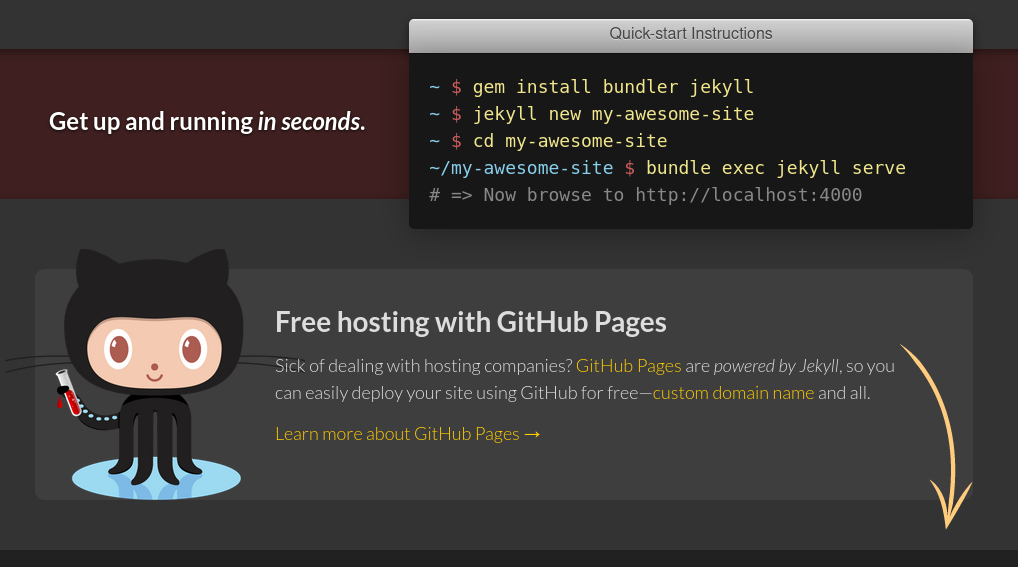 Quick-start Instructions
~ $ gem install bundler jekyll
~ $ jekyll new my-awesome-site
~ $ cd my-awesome-site
~/my-awesome-site $ bundle exec jekyll serve
# => Now browse to http://localhost:4000
Get up and running in seconds.
Free hosting with GitHub Pages
Sick of dealing with hosting companies? GitHub Pages are powered by Jekyll, so you
can easily deploy your site using GitHub for free—custom domain name and all.
Learn more about GitHub Pages →